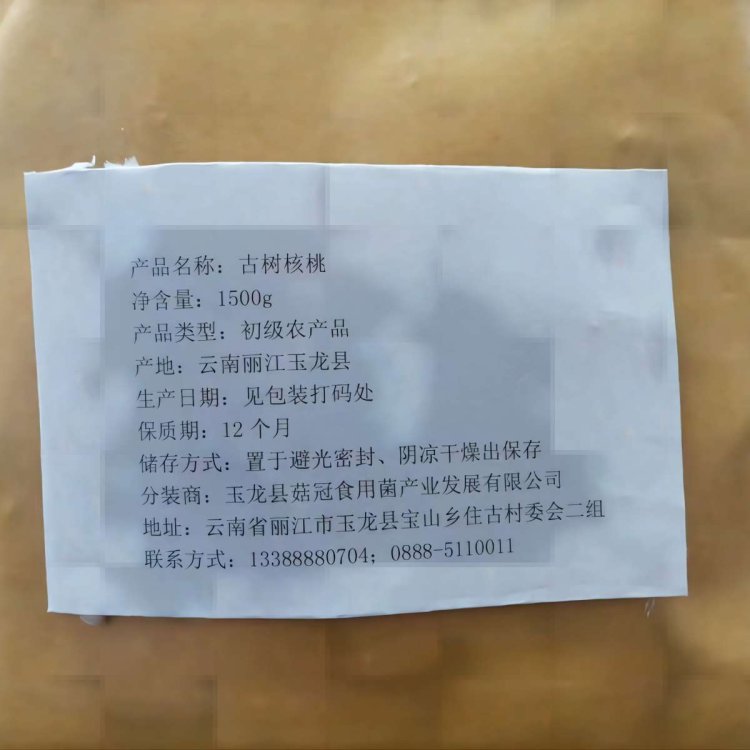 产品名称：古树核桃
净含量：1500g
产品类型：初级农产品
产地：云南丽江玉龙县
生产日期：见包装打码处
保质期：12个月
储存方式：置于避光密封、阴凉干燥出保存
分装商：玉龙县菇冠食用菌产业发展有限公司
地址：云南省丽江市玉龙县宝山乡住古村委会二组
联系方式：13388880704；0888-5110011